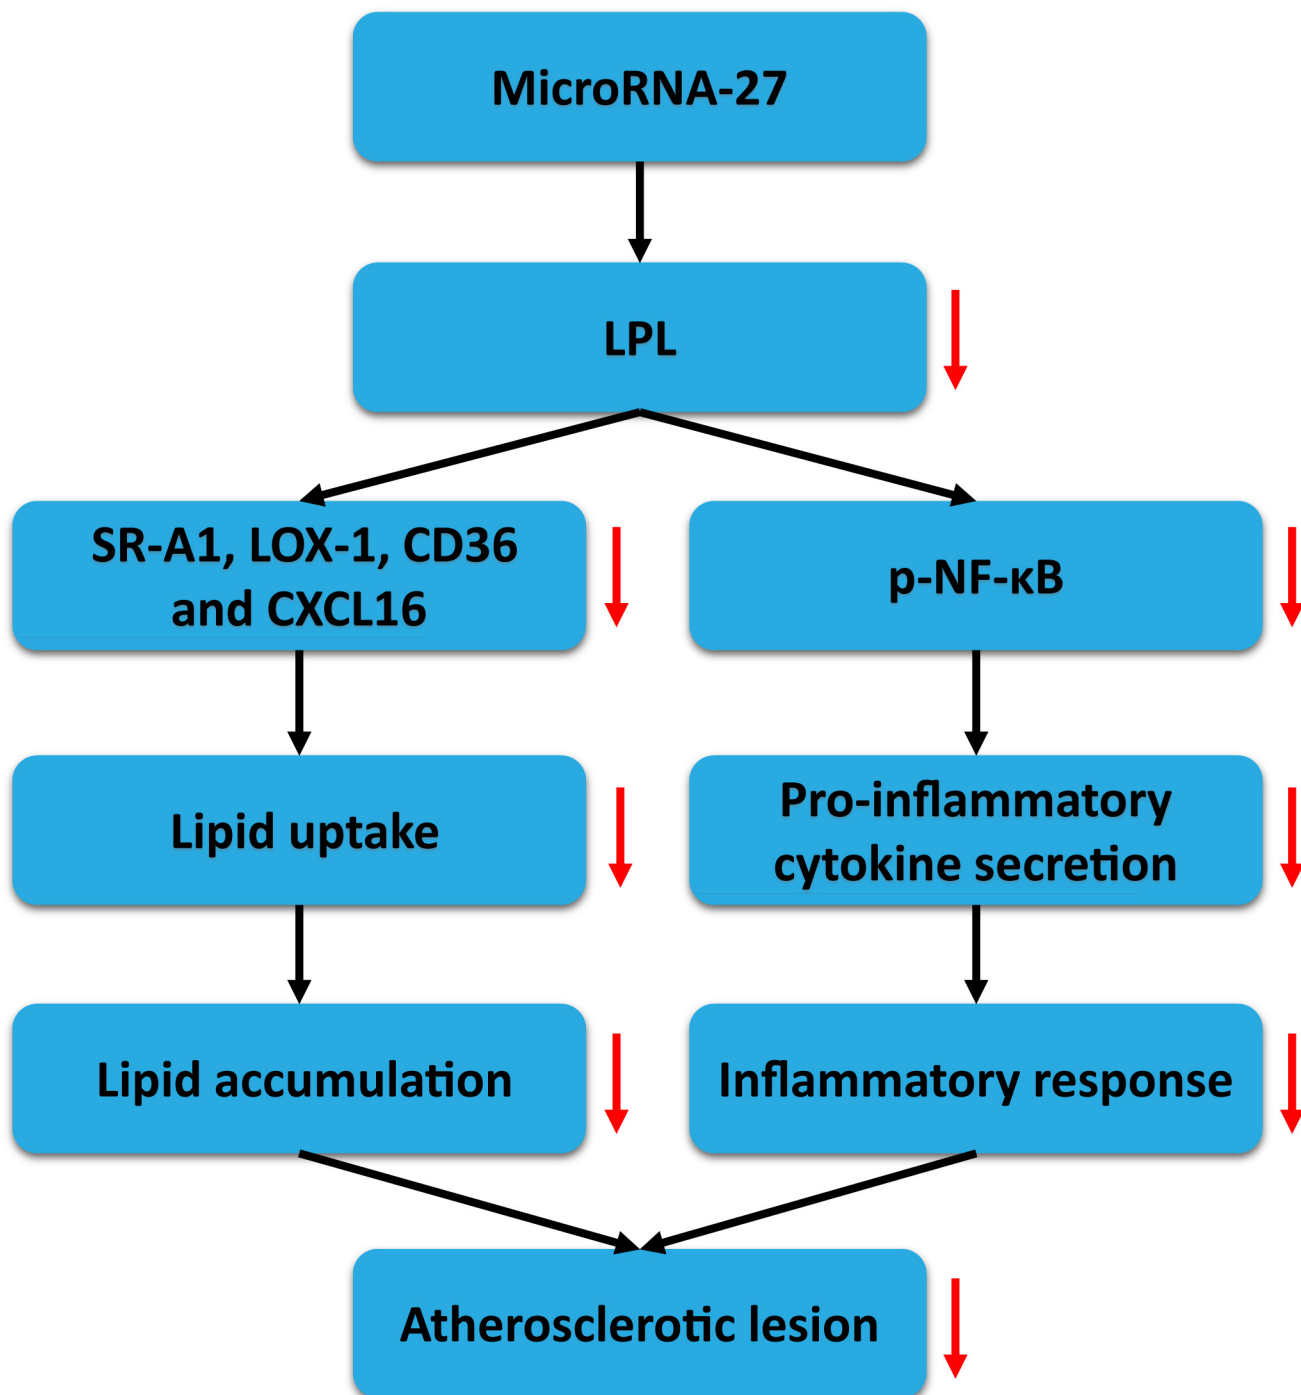 MicroRNA-27
LPL
SR-A1, LOX-1, CD36
and CXCL16
p-NF-κB
Lipid uptake
Pro-inflammatory
cytokine secretion
Lipid accumulation
Inflammatory response
Atherosclerotic lesion